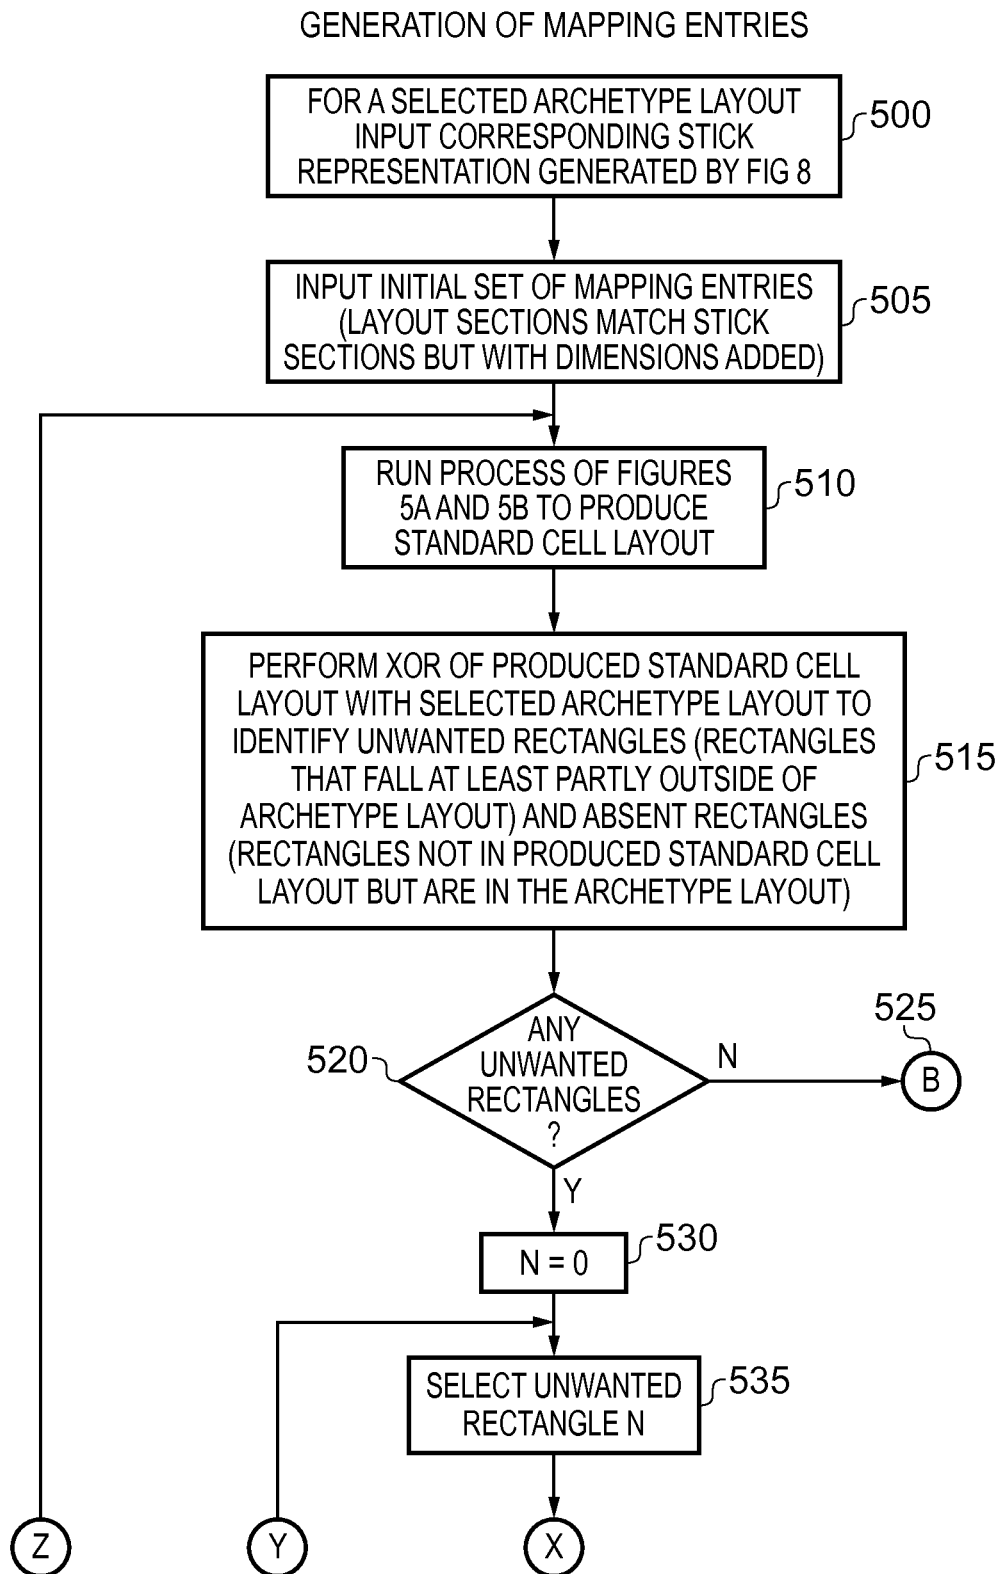 GENERATION OF MAPPING ENTRIES
FOR A SELECTED ARCHETYPE LAYOUT
INPUT CORRESPONDING STICK
REPRESENTATION GENERATED BY FIG 8
500
INPUT INITIAL SET OF MAPPING ENTRIES
(LAYOUT SECTIONS MATCH STICK
SECTIONS BUT WITH DIMENSIONS ADDED)
505
RUN PROCESS OF FIGURES
5A AND 5B TO PRODUCE
STANDARD CELL LAYOUT
510
PERFORM XOR OF PRODUCED STANDARD CELL
LAYOUT WITH SELECTED ARCHETYPE LAYOUT TO
IDENTIFY UNWANTED RECTANGLES (RECTANGLES
THAT FALL AT LEAST PARTLY OUTSIDE OF
ARCHETYPE LAYOUT) AND ABSENT RECTANGLES
(RECTANGLES NOT IN PRODUCED STANDARD CELL
LAYOUT BUT ARE IN THE ARCHETYPE LAYOUT)
515
520
ANY
UNWANTED
RECTANGLES
?
N
525
B
Y
N = 0
530
SELECT UNWANTED
RECTANGLE N
535
Z
Y
X